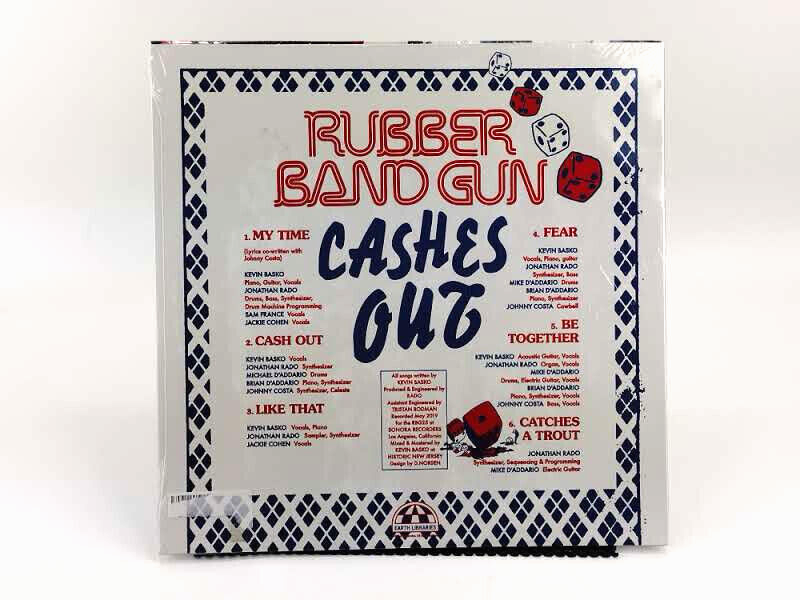 RUBBER
BAND GUN
CASHES
OUT
1. MY TIME
(Lyrics co-written with
Johnny Costa)
KEVIN BASKO
Piano, Guitar, Vocals
JONATHAN RADO
Drums, Bass, Synthesizer,
Drum Machine Programming
SAM FRANCE Vocals
JACKIE COHEN Vocals
2. CASH OUT
KEVIN BASKO Vocals
JONATHAN RADO Synthesizer
MICHAEL D'ADDARIO Drums
BRIAN D'ADDARIO Piano, Synthesizer
JOHNNY COSTA Synthesizer, Celeste
3. LIKE THAT
KEVIN BASKO Vocals, Piano
JONATHAN RADO Sampler, Synthesizer
JACKIE COHEN Vocals
4. FEAR
KEVIN BASKO
Vocals, Piano, guitar
JONATHAN RADO
Synthesizer, Bass
MIKE D'ADDARIO Drums
BRIAN D'ADDARIO
Piano, Synthesizer
JOHNNY COSTA Cowbell
5. BE
TOGETHER
KEVIN BASKO Acoustic Guitar, Vocals
JONATHAN RADO Organ, Vocals
MIKE D'ADDARIO
Drums, Electric Guitar, Vocals
BRIAN D'ADDARIO
Piano, Synthesizer, Vocals
JOHNNY COSTA Bass, Vocals
6. CATCHES
A TROUT
JONATHAN RADO
Synthesizer, Sequencing & Programming
MIKE D'ADDARIO Electric Guitar
All songs written by
KEVIN BASKO
Produced & Engineered by
RADO
Assistant Engineered by
TRISTAN RODMAN
Recorded May 2019
for the RBG25 at
SONORA RECORDERS
Los Angeles, California
Mixed & Mastered by
KEVIN BASKO at
HISTORIC NEW JERSEY
Design by D.NORSEN
EARTH LIBRARIES